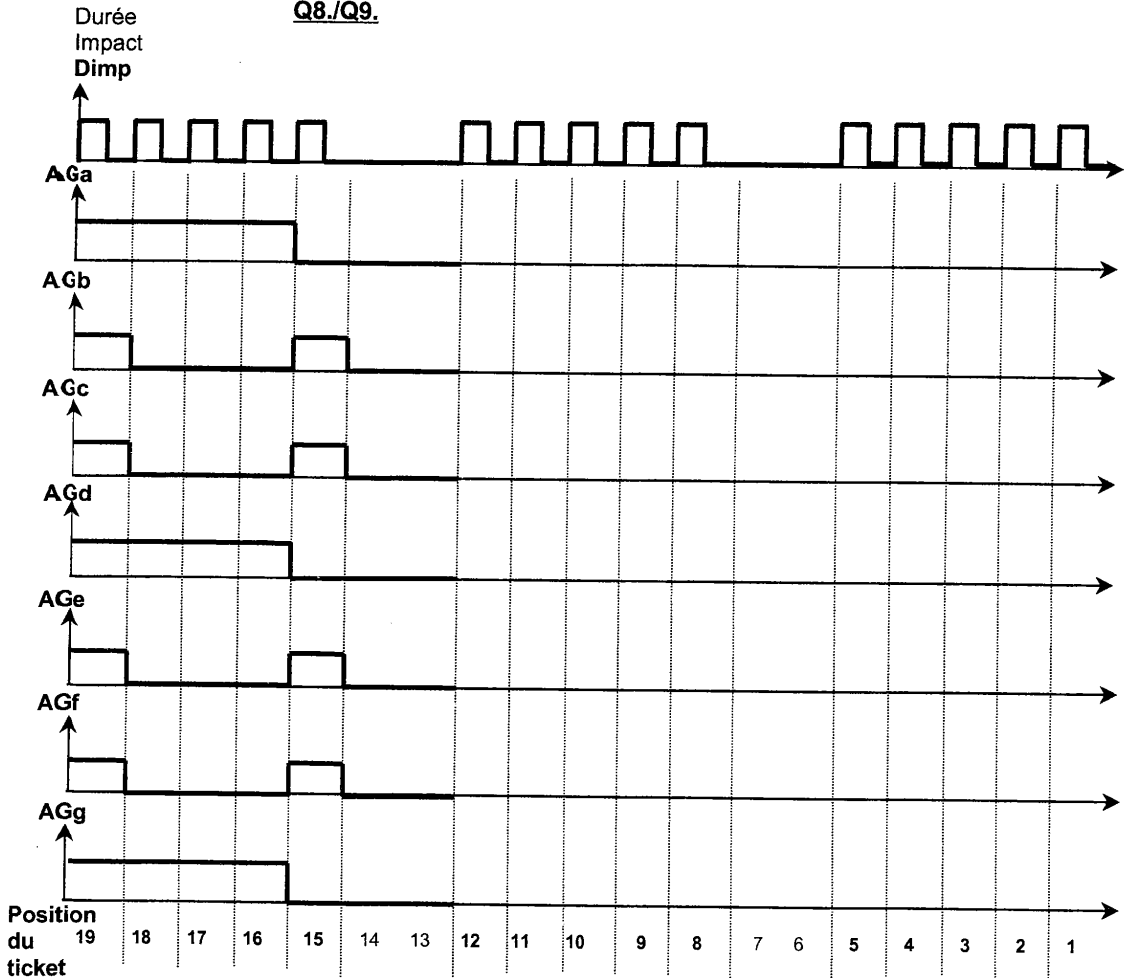 Q8./Q9.
Durée
Impact
Dimp
AGa
AGb
AGc
AGd
AGe
AGf
AGg
Position
du
ticket
19 18 17 16 15 14 13 12 11 10 9 8 7 6 5 4 3 2 1